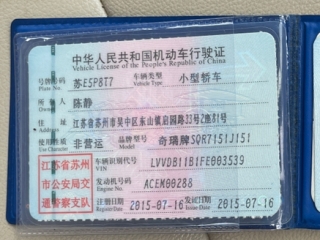 中华人民共和国机动车行驶证
Vehicle License of the People's Republic of China
号牌号码 苏ESP8T7 车辆类型 小型轿车
Plate No. Vehicle Type
所有人 陈静
Owner
住址 江苏省苏州市吴中区东山镇启园路33号2痷81号
Address
使用性质 非营运 品牌型号 奇瑞牌SQR7151J151
Use Character Model
江苏省苏州 车辆识别代号 LVVDB11B1FE003539
VIN
市公安局交 发动机号码 ACEM00288
Engine No.
通警察支队 注册日期 2015-07-16 发证日期 2015-07-16
Register Date Issue Date